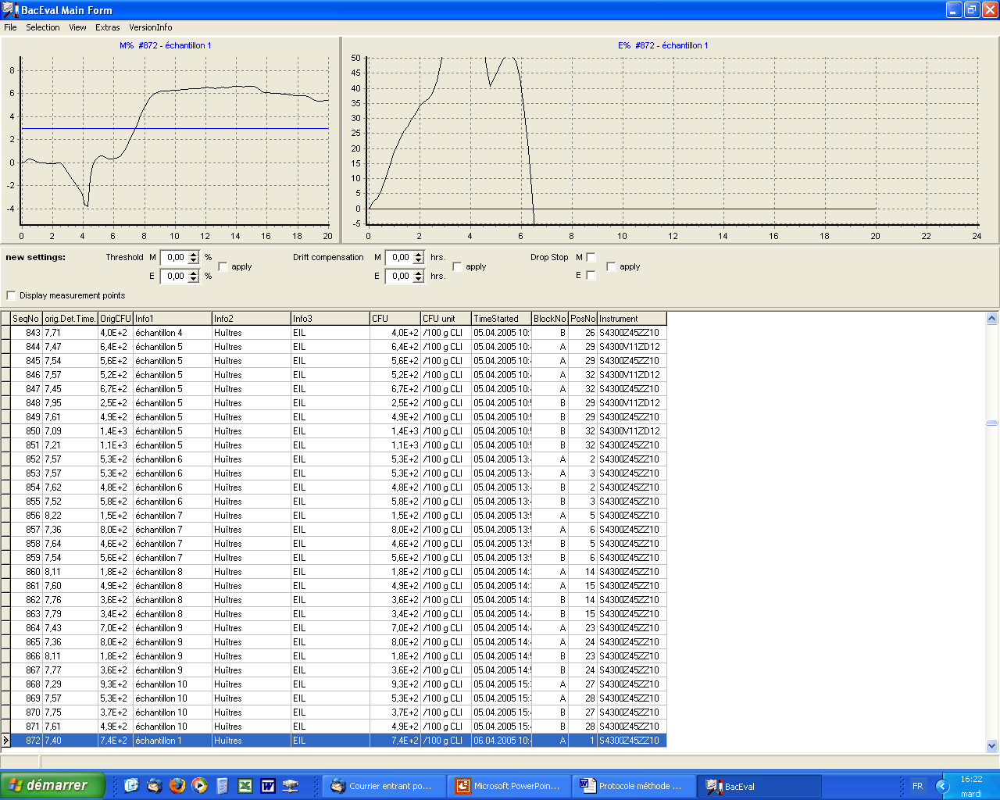 BacEval Main Form
File Selection View Extras VersionInfo
M% #872 - échantillon 1
E% #872 - échantillon 1
8
6
4
2
0
-2
-4
0 2 4 6 8 10 12 14 16 18 20
50
45
40
35
30
25
20
15
10
5
0
-5
0 2 4 6 8 10 12 14 16 18 20 22 24
new settings: Threshold M 0,00 % Drift compensation M 0,00 hrs. Drop Stop M
apply apply apply
E 0,00 % E 0,00 hrs. E
Display measurement points
SeqNo orig.Det.Time. OrigCFU Info1 Info2 Info3 CFU CFU unit TimeStarted BlockNo PosNo Instrument
843 7,71 4,0E+2 échantillon 4 Huîtres EIL 4,0E+2 /100 g CLI 05.04.2005 10: B 26 S4300Z45ZZ10
844 7,47 6,4E+2 échantillon 5 Huîtres EIL 6,4E+2 /100 g CLI 05.04.2005 10: A 29 S4300V11ZD12
845 7,54 5,6E+2 échantillon 5 Huîtres EIL 5,6E+2 /100 g CLI 05.04.2005 10: A 29 S4300Z45ZZ10
846 7,57 5,2E+2 échantillon 5 Huîtres EIL 5,2E+2 /100 g CLI 05.04.2005 10: A 32 S4300V11ZD12
847 7,45 6,7E+2 échantillon 5 Huîtres EIL 6,7E+2 /100 g CLI 05.04.2005 10: A 32 S4300Z45ZZ10
848 7,95 2,5E+2 échantillon 5 Huîtres EIL 2,5E+2 /100 g CLI 05.04.2005 10: B 29 S4300V11ZD12
849 7,61 4,9E+2 échantillon 5 Huîtres EIL 4,9E+2 /100 g CLI 05.04.2005 10: B 29 S4300Z45ZZ10
850 7,09 1,4E+3 échantillon 5 Huîtres EIL 1,4E+3 /100 g CLI 05.04.2005 10: B 32 S4300V11ZD12
851 7,21 1,1E+3 échantillon 5 Huîtres EIL 1,1E+3 /100 g CLI 05.04.2005 10: B 32 S4300Z45ZZ10
852 7,57 5,3E+2 échantillon 6 Huîtres EIL 5,3E+2 /100 g CLI 05.04.2005 13: A 2 S4300Z45ZZ10
853 7,57 5,3E+2 échantillon 6 Huîtres EIL 5,3E+2 /100 g CLI 05.04.2005 13: A 3 S4300Z45ZZ10
854 7,62 4,8E+2 échantillon 6 Huîtres EIL 4,8E+2 /100 g CLI 05.04.2005 13: B 2 S4300Z45ZZ10
855 7,52 5,8E+2 échantillon 6 Huîtres EIL 5,8E+2 /100 g CLI 05.04.2005 13: B 3 S4300Z45ZZ10
856 8,22 1,5E+2 échantillon 7 Huîtres EIL 1,5E+2 /100 g CLI 05.04.2005 13: A 5 S4300Z45ZZ10
857 7,36 8,0E+2 échantillon 7 Huîtres EIL 8,0E+2 /100 g CLI 05.04.2005 13: A 6 S4300Z45ZZ10
858 7,64 4,6E+2 échantillon 7 Huîtres EIL 4,6E+2 /100 g CLI 05.04.2005 13: B 5 S4300Z45ZZ10
859 7,54 5,6E+2 échantillon 7 Huîtres EIL 5,6E+2 /100 g CLI 05.04.2005 13: B 6 S4300Z45ZZ10
860 8,11 1,8E+2 échantillon 8 Huîtres EIL 1,8E+2 /100 g CLI 05.04.2005 14: A 14 S4300Z45ZZ10
861 7,60 4,9E+2 échantillon 8 Huîtres EIL 4,9E+2 /100 g CLI 05.04.2005 14: A 15 S4300Z45ZZ10
862 7,76 3,6E+2 échantillon 8 Huîtres EIL 3,6E+2 /100 g CLI 05.04.2005 14: B 14 S4300Z45ZZ10
863 7,79 3,4E+2 échantillon 8 Huîtres EIL 3,4E+2 /100 g CLI 05.04.2005 14: B 15 S4300Z45ZZ10
864 7,43 7,0E+2 échantillon 9 Huîtres EIL 7,0E+2 /100 g CLI 05.04.2005 14: A 23 S4300Z45ZZ10
865 7,36 8,0E+2 échantillon 9 Huîtres EIL 8,0E+2 /100 g CLI 05.04.2005 14: A 24 S4300Z45ZZ10
866 8,11 1,8E+2 échantillon 9 Huîtres EIL 1,8E+2 /100 g CLI 05.04.2005 14: B 23 S4300Z45ZZ10
867 7,77 3,6E+2 échantillon 9 Huîtres EIL 3,6E+2 /100 g CLI 05.04.2005 14: B 24 S4300Z45ZZ10
868 7,29 9,3E+2 échantillon 10 Huîtres EIL 9,3E+2 /100 g CLI 05.04.2005 15: A 27 S4300Z45ZZ10
869 7,57 5,3E+2 échantillon 10 Huîtres EIL 5,3E+2 /100 g CLI 05.04.2005 15: A 28 S4300Z45ZZ10
870 7,75 3,7E+2 échantillon 10 Huîtres EIL 3,7E+2 /100 g CLI 05.04.2005 15: B 27 S4300Z45ZZ10
871 7,61 4,9E+2 échantillon 10 Huîtres EIL 4,9E+2 /100 g CLI 05.04.2005 15: B 28 S4300Z45ZZ10
872 7,40 7,4E+2 échantillon 1 Huîtres EIL 7,4E+2 /100 g CLI 06.04.2005 10: A 1 S4300Z45ZZ10
démarrer Courrier entrant po... Microsoft PowerPoin... Protocole méthode ... BacEval FR 16:22
mardi